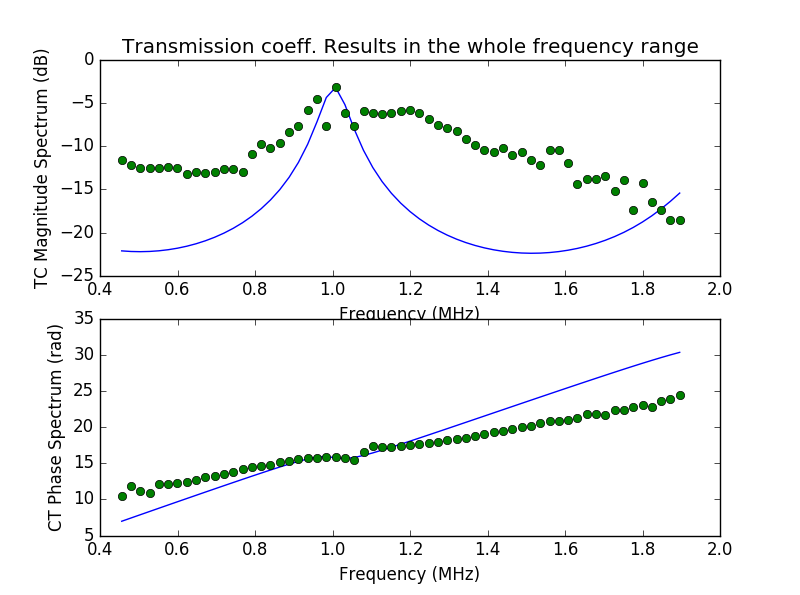 Transmission coeff. Results in the whole frequency range
TC Magnitude Spectrum (dB)
0
−5
−10
−15
−20
−25
0.4 0.6 0.8 1.0 1.2 1.4 1.6 1.8 2.0
Frequency (MHz)
CT Phase Spectrum (rad)
35
30
25
20
15
10
5
0.4 0.6 0.8 1.0 1.2 1.4 1.6 1.8 2.0
Frequency (MHz)